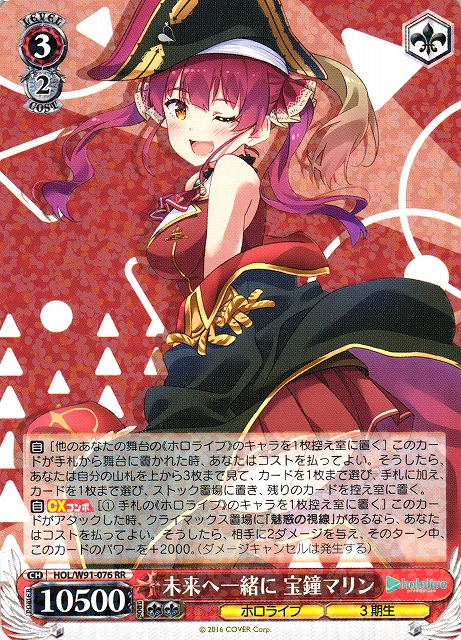 LEVEL
3
2
COST
自 [他のあなたの舞台の《ホロライブ》のキャラを1枚控え室に置く] このカー
ドが手札から舞台に置かれた時、あなたはコストを払ってよい。そうしたら、
あなたは自分の山札を上から3枚まで見て、カードを1枚まで選び、手札に加え、
カードを1枚まで選び、ストック置場に置き、残りのカードを控え室に置く。
自 CXコンボ [① 手札の《ホロライブ》のキャラを1枚控え室に置く] このカー
ドがアタックした時、クライマックス置場に「魅惑の視線」があるなら、あなた
はコストを払ってよい。そうしたら、相手に2ダメージを与え、そのターン中、
このカードのパワーを+2000。(ダメージキャンセルは発生する)
CH HOL/W91-076 RR
POWER 10500
未来へ一緒に 宝鐘マリン
hololive
ホロライブ
3期生
© 2016 COVER Corp.